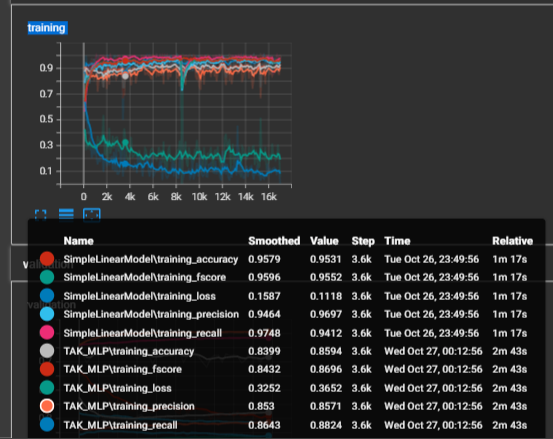 training
0.9
0.7
0.5
0.3
0.1
0 2k 4k 6k 8k 10k 12k 14k 16k
Name Smoothed Value Step Time Relative
SimpleLinearModel\training_accuracy 0.9579 0.9531 3.6k Tue Oct 26, 23:49:56 1m 17s
SimpleLinearModel\training_fscore 0.9596 0.9552 3.6k Tue Oct 26, 23:49:56 1m 17s
validation
SimpleLinearModel\training_loss 0.1587 0.1118 3.6k Tue Oct 26, 23:49:56 1m 17s
validation
SimpleLinearModel\training_precision 0.9464 0.9697 3.6k Tue Oct 26, 23:49:56 1m 17s
SimpleLinearModel\training_recall 0.9748 0.9412 3.6k Tue Oct 26, 23:49:56 1m 17s
TAK_MLP\training_accuracy 0.8399 0.8594 3.6k Wed Oct 27, 00:12:56 2m 43s
TAK_MLP\training_fscore 0.8432 0.8696 3.6k Wed Oct 27, 00:12:56 2m 43s
TAK_MLP\training_loss 0.3252 0.3652 3.6k Wed Oct 27, 00:12:56 2m 43s
TAK_MLP\training_precision 0.853 0.8571 3.6k Wed Oct 27, 00:12:56 2m 43s
TAK_MLP\training_recall 0.8643 0.8824 3.6k Wed Oct 27, 00:12:56 2m 43s